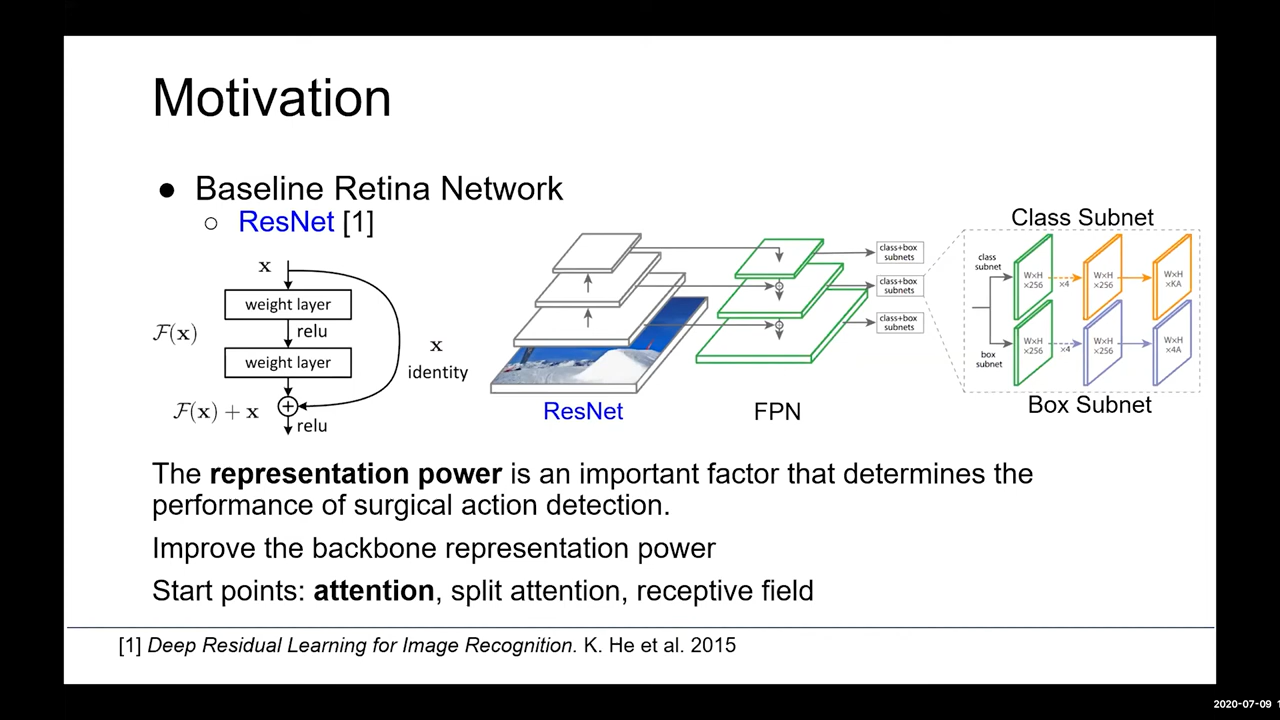 Motivation
● Baseline Retina Network
○ ResNet [1]
x
weight layer
F(x)
relu
weight layer
x
identity
F(x) + x
+
relu
ResNet
FPN
class+box
subnets
class+box
subnets
class+box
subnets
Class Subnet
class
subnet
W×H
×256
×4
W×H
×256
W×H
×KA
box
subnet
W×H
×256
×4
W×H
×256
W×H
×4A
Box Subnet
The representation power is an important factor that determines the
performance of surgical action detection.
Improve the backbone representation power
Start points: attention, split attention, receptive field
[1] Deep Residual Learning for Image Recognition. K. He et al. 2015
2020-07-09